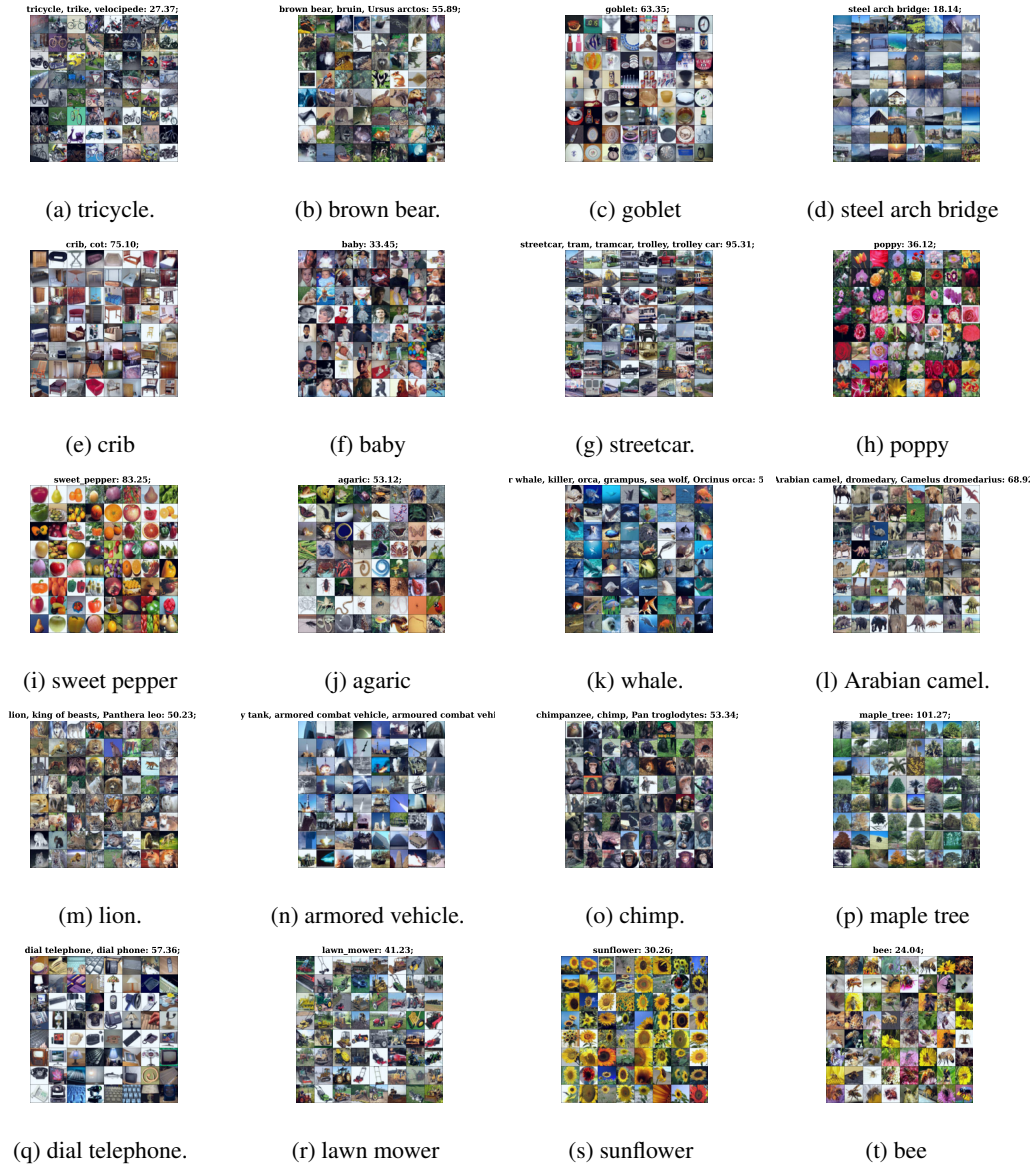 tricycle, trike, velocipede: 27.37;
brown bear, bruin, Ursus arctos: 55.89;
goblet: 63.35;
steel arch bridge: 18.14;
(a) tricycle.
(b) brown bear.
(c) goblet
(d) steel arch bridge
crib, cot: 75.10;
baby: 33.45;
streetcar, tram, tramcar, trolley, trolley car: 95.31;
poppy: 36.12;
(e) crib
(f) baby
(g) streetcar.
(h) poppy
sweet_pepper: 83.25;
agaric: 53.12;
r whale, killer, orca, grampus, sea wolf, Orcinus orca: 5
Arabian camel, dromedary, Camelus dromedarius: 68.92
(i) sweet pepper
(j) agaric
(k) whale.
(l) Arabian camel.
lion, king of beasts, Panthera leo: 50.23;
y tank, armored combat vehicle, armoured combat vehi
chimpanzee, chimp, Pan troglodytes: 53.34;
maple_tree: 101.27;
(m) lion.
(n) armored vehicle.
(o) chimp.
(p) maple tree
dial telephone, dial phone: 57.36;
lawn_mower: 41.23;
sunflower: 30.26;
bee: 24.04;
(q) dial telephone.
(r) lawn mower
(s) sunflower
(t) bee